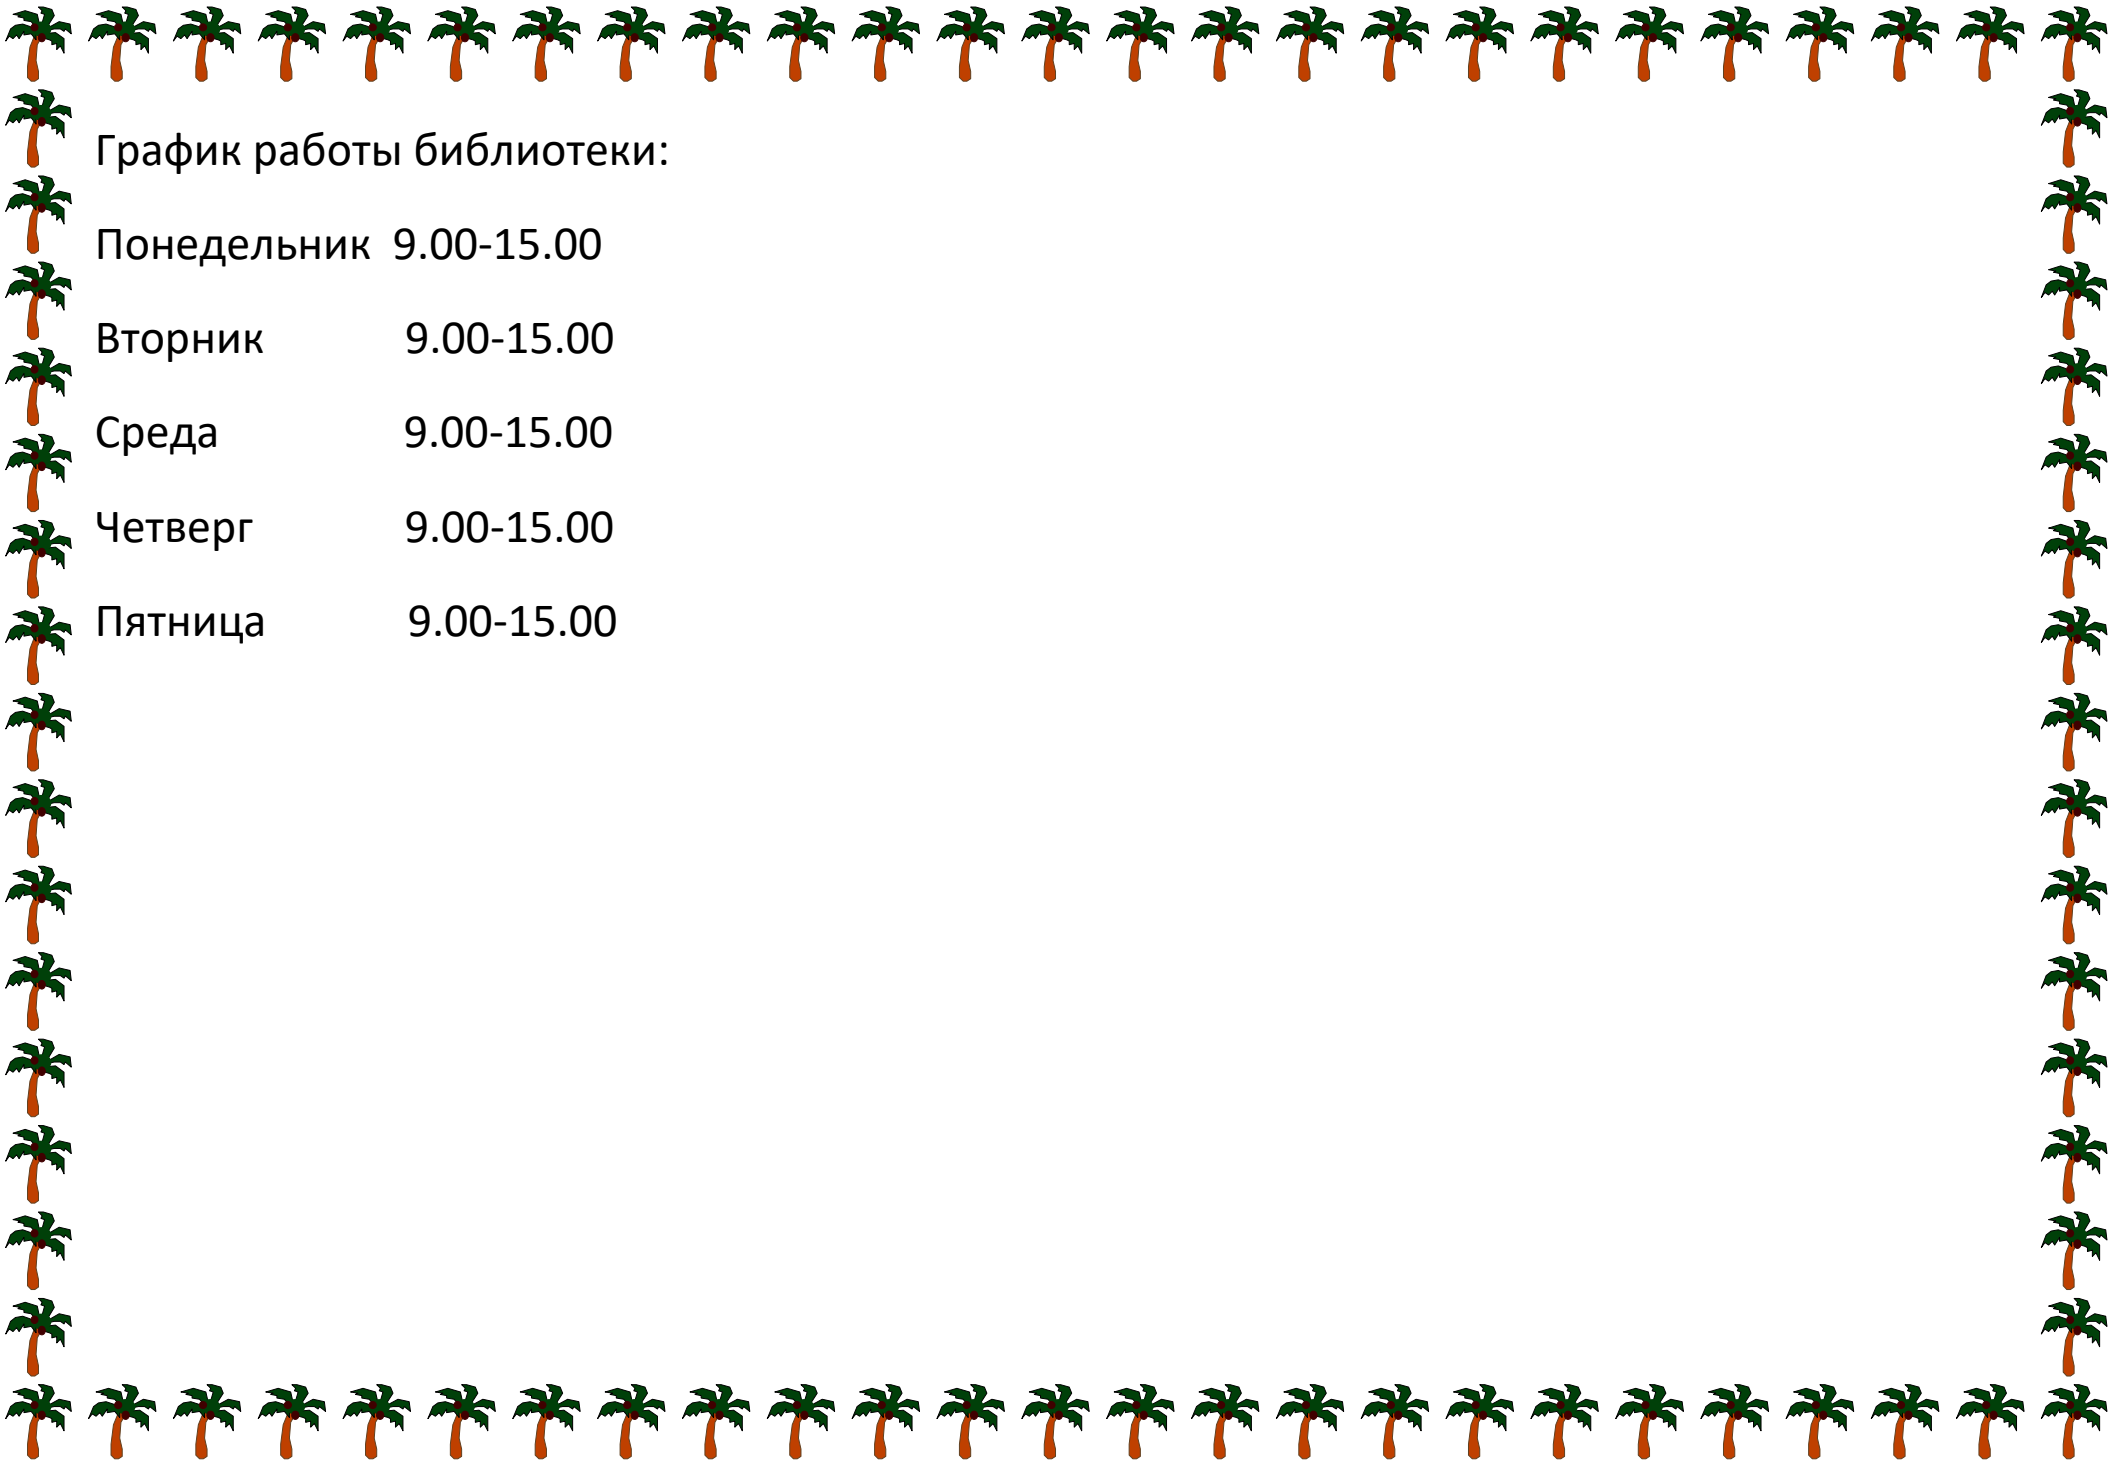 График работы библиотеки:
Понедельник 9.00-15.00
Вторник 9.00-15.00
Среда 9.00-15.00
Четверг 9.00-15.00
Пятница 9.00-15.00